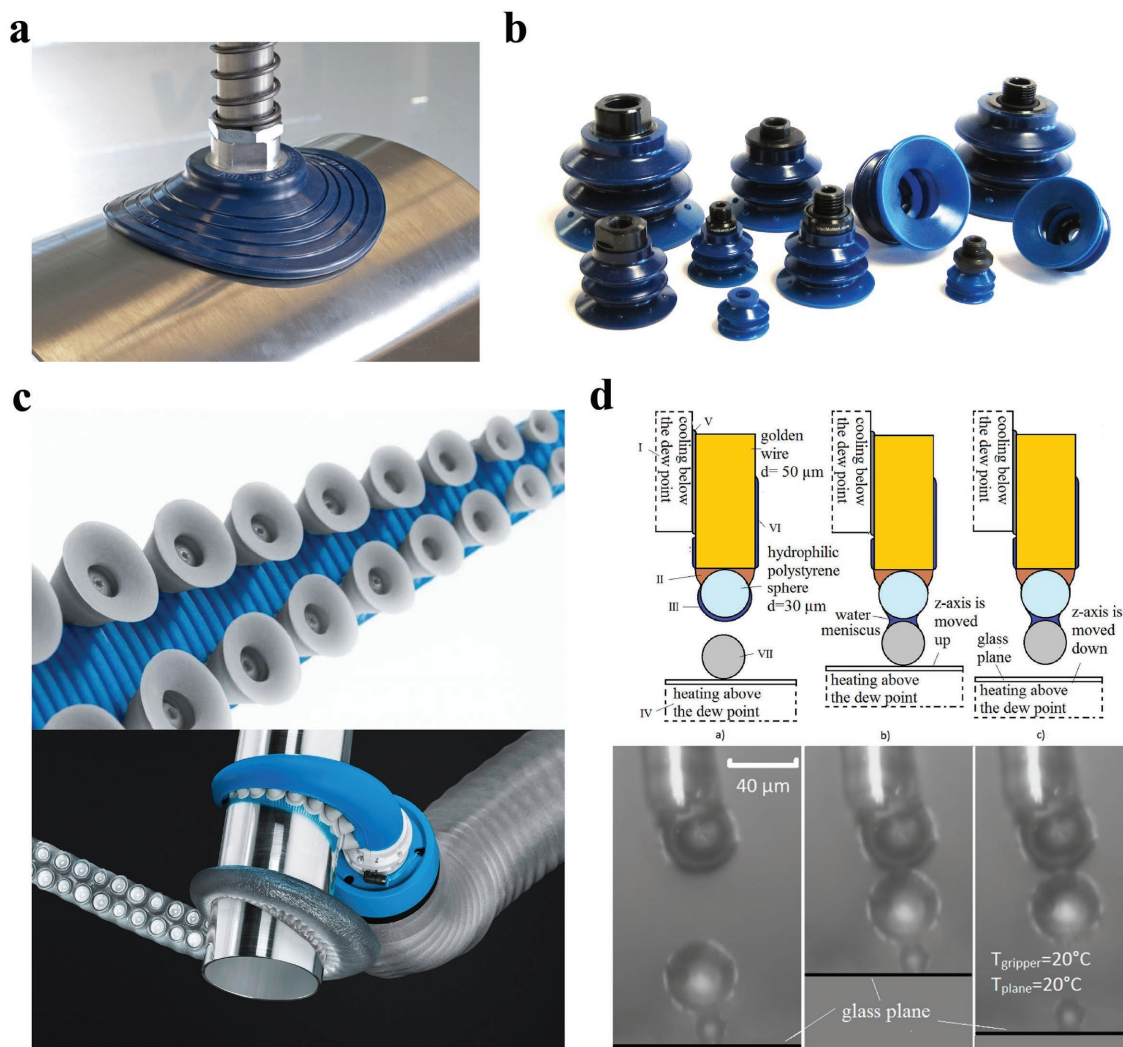 a
b
c
d
cooling below
the dew point
I
V
golden
wire
d= 50 μm
VI
II
III
hydrophilic
polystyrene
sphere
d=30 μm
VII
heating above
the dew point
IV
a)
cooling below
the dew point
water
meniscus
z-axis is
moved
up
heating above
the dew point
b)
cooling below
the dew point
glass
plane
z-axis is
moved
down
heating above
the dew point
c)
40 μm
Tgripper=20°C
Tplane=20°C
glass plane